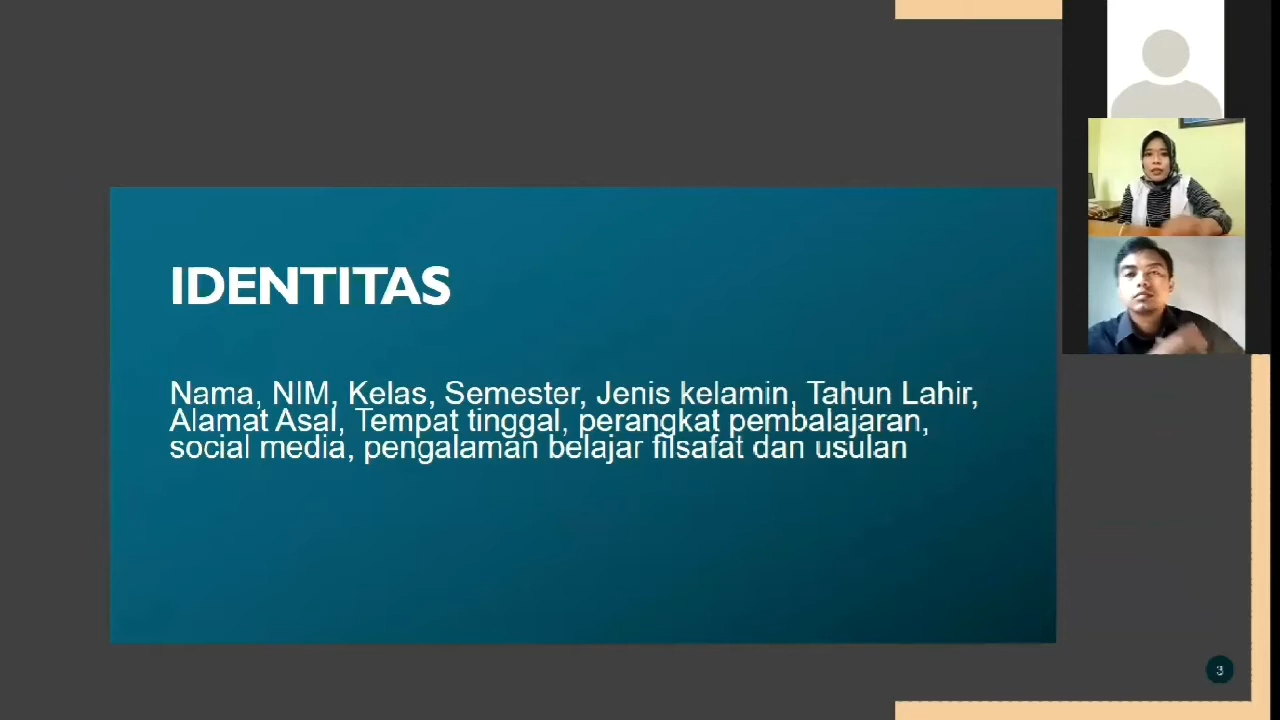 IDENTITAS
Nama, NIM, Kelas, Semester, Jenis kelamin, Tahun Lahir,
Alamat Asal, Tempat tinggal, perangkat pembalajaran,
social media, pengalaman belajar filsafat dan usulan
3